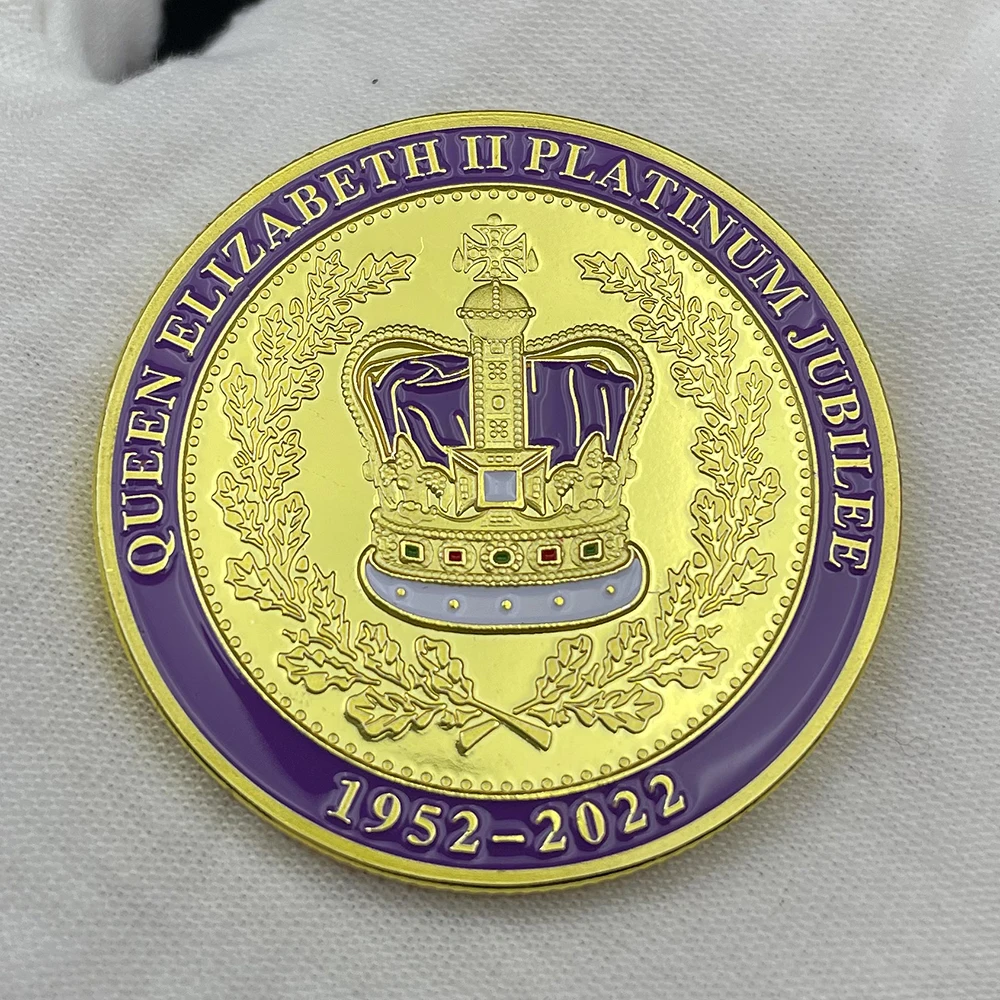 QUEEN ELIZABETH II PLATINUM JUBILEE
1952-2022